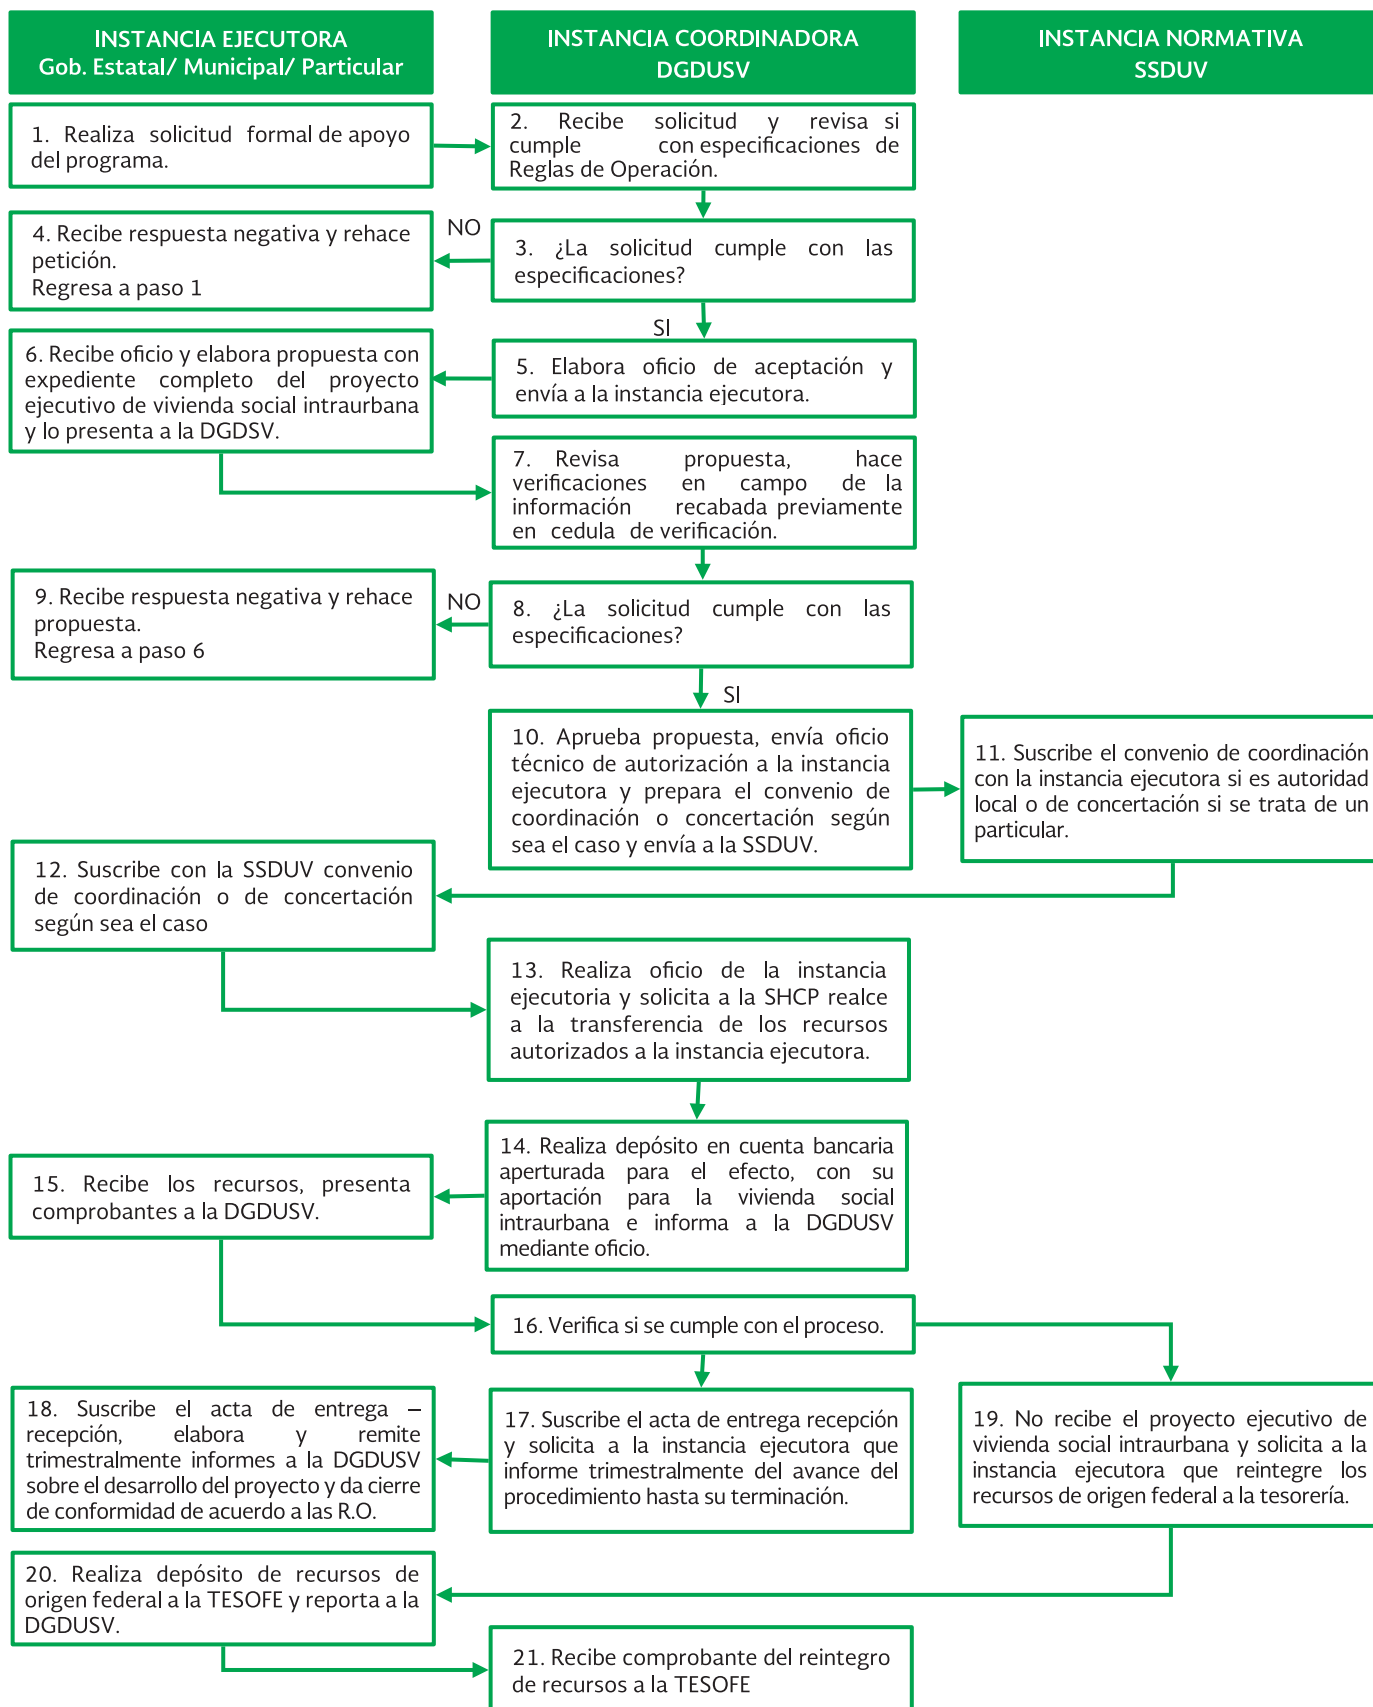 INSTANCIA EJECUTORA
Gob. Estatal/ Municipal/ Particular
INSTANCIA COORDINADORA
DGDUSV
INSTANCIA NORMATIVA
SSDUV
1. Realiza solicitud formal de apoyo
del programa.
2. Recibe solicitud y revisa si
cumple con especificaciones de
Reglas de Operación.
4. Recibe respuesta negativa y rehace
petición.
Regresa a paso 1
NO
3. ¿La solicitud cumple con las
especificaciones?
SI
6. Recibe oficio y elabora propuesta con
expediente completo del proyecto
ejecutivo de vivienda social intraurbana
y lo presenta a la DGDSV.
5. Elabora oficio de aceptación y
envía a la instancia ejecutora.
7. Revisa propuesta, hace
verificaciones en campo de la
información recabada previamente
en cedula de verificación.
9. Recibe respuesta negativa y rehace
propuesta.
Regresa a paso 6
NO
8. ¿La solicitud cumple con las
especificaciones?
SI
10. Aprueba propuesta, envía oficio
técnico de autorización a la instancia
ejecutora y prepara el convenio de
coordinación o concertación según
sea el caso y envía a la SSDUV.
11. Suscribe el convenio de coordinación
con la instancia ejecutora si es autoridad
local o de concertación si se trata de un
particular.
12. Suscribe con la SSDUV convenio
de coordinación o de concertación
según sea el caso
13. Realiza oficio de la instancia
ejecutoria y solicita a la SHCP realce
a la transferencia de los recursos
autorizados a la instancia ejecutora.
14. Realiza depósito en cuenta bancaria
aperturada para el efecto, con su
aportación para la vivienda social
intraurbana e informa a la DGDUSV
mediante oficio.
15. Recibe los recursos, presenta
comprobantes a la DGDUSV.
16. Verifica si se cumple con el proceso.
18. Suscribe el acta de entrega –
recepción, elabora y remite
trimestralmente informes a la DGDUSV
sobre el desarrollo del proyecto y da cierre
de conformidad de acuerdo a las R.O.
17. Suscribe el acta de entrega recepción
y solicita a la instancia ejecutora que
informe trimestralmente del avance del
procedimiento hasta su terminación.
19. No recibe el proyecto ejecutivo de
vivienda social intraurbana y solicita a la
instancia ejecutora que reintegre los
recursos de origen federal a la tesorería.
20. Realiza depósito de recursos de
origen federal a la TESOFE y reporta a la
DGDUSV.
21. Recibe comprobante del reintegro
de recursos a la TESOFE